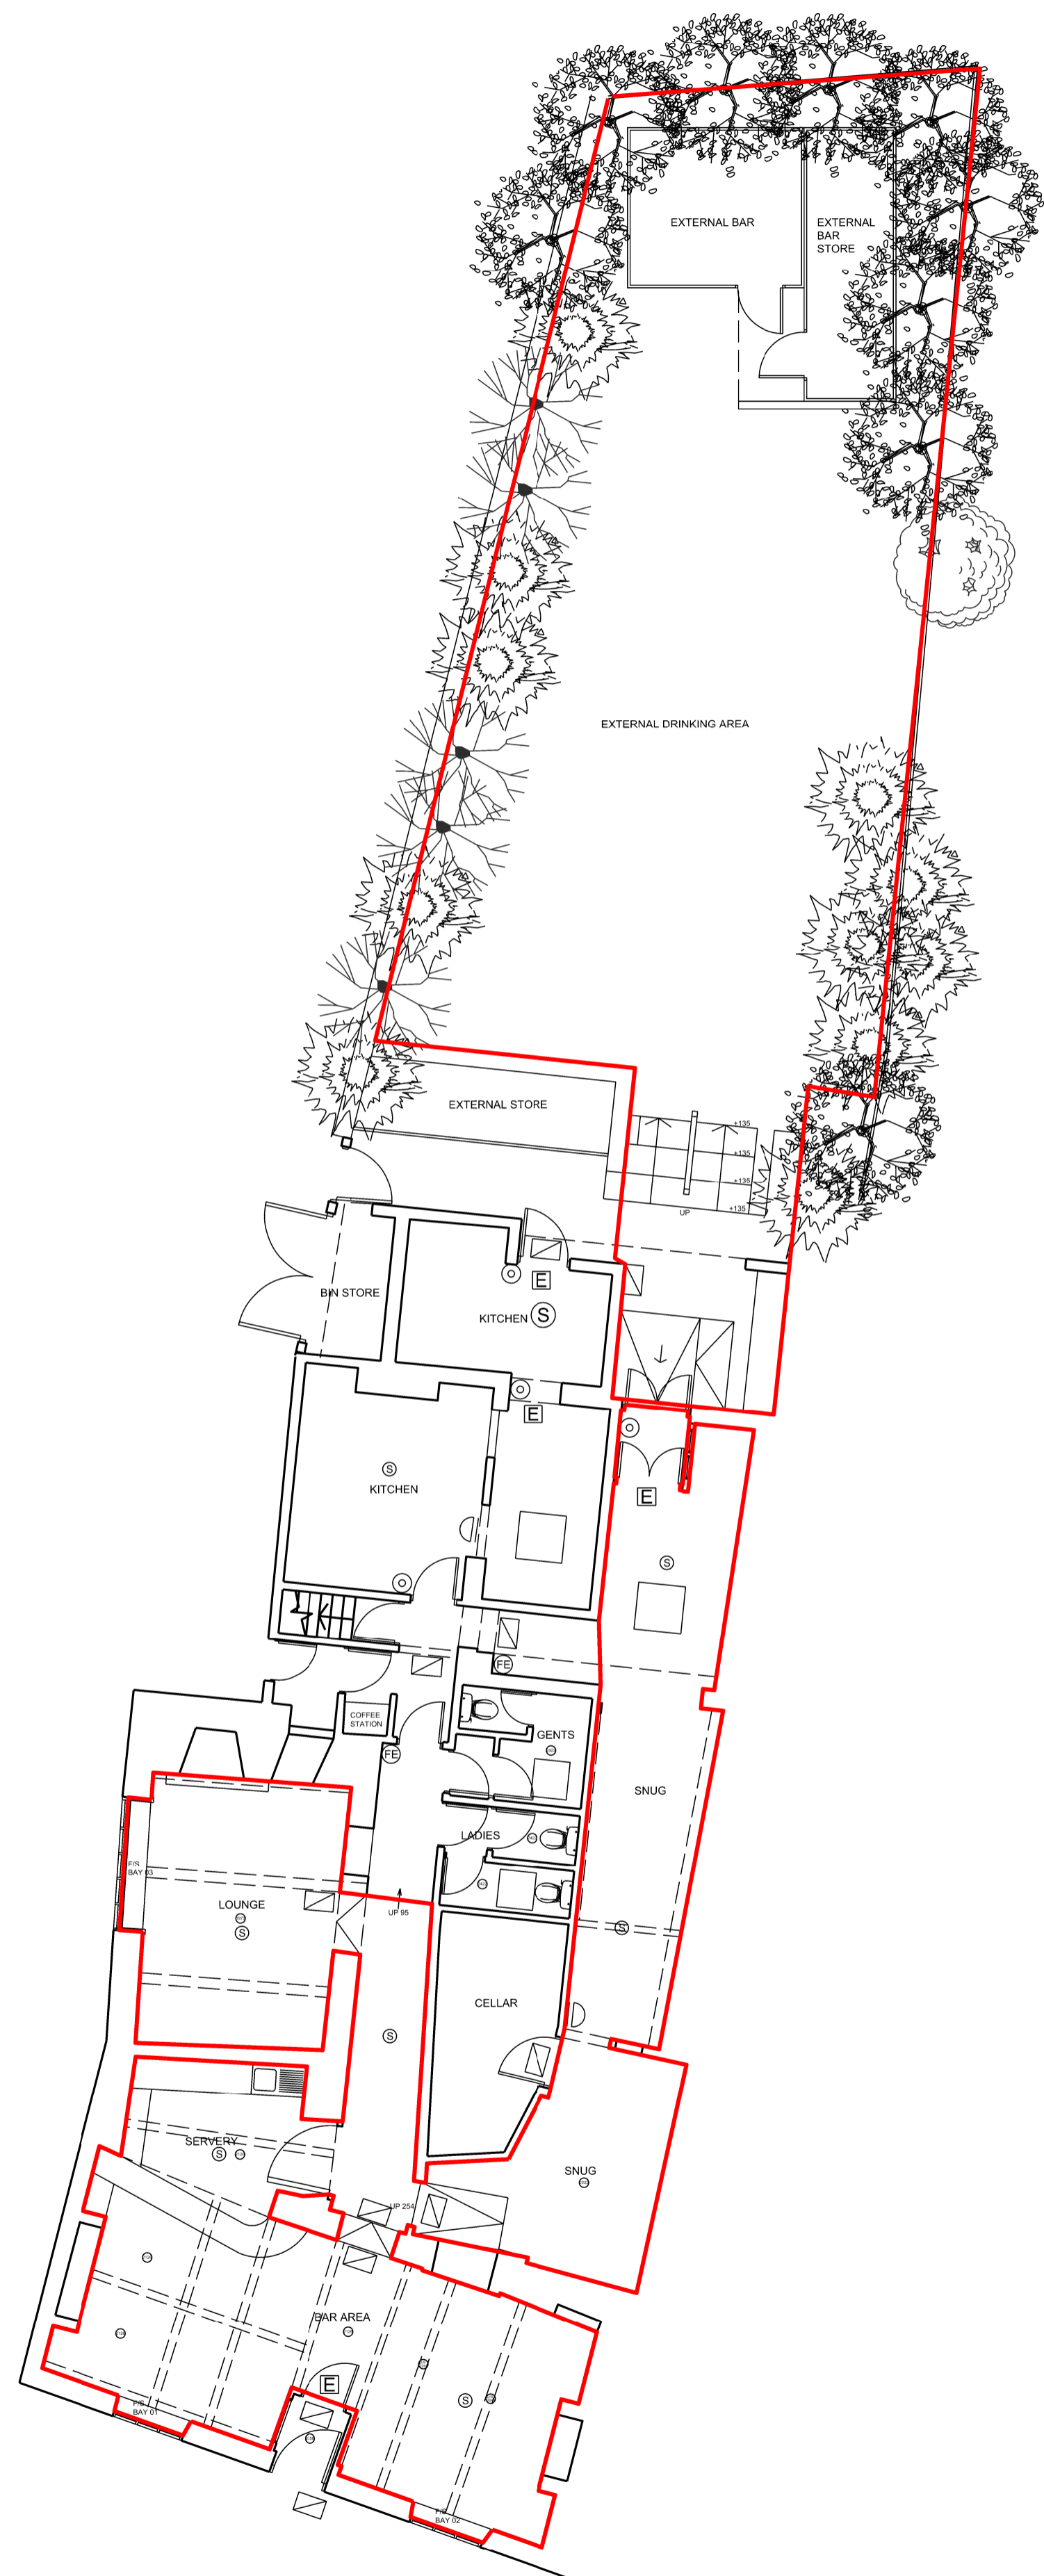 EXTERNAL BAR
EXTERNAL
BAR
STORE
EXTERNAL DRINKING AREA
EXTERNAL STORE
+135
+135
+135
+135
UP
BIN STORE
E
KITCHEN
S
E
S
KITCHEN
E
S
FE
COFFEE
STATION
FE
GENTS
SNUG
LADIES
F/S
BAY 03
LOUNGE
S
UP 95
S
CELLAR
S
SERVERY
S
SNUG
UP 254
BAR AREA
E
S
F/S
BAY 01
F/S
BAY 02